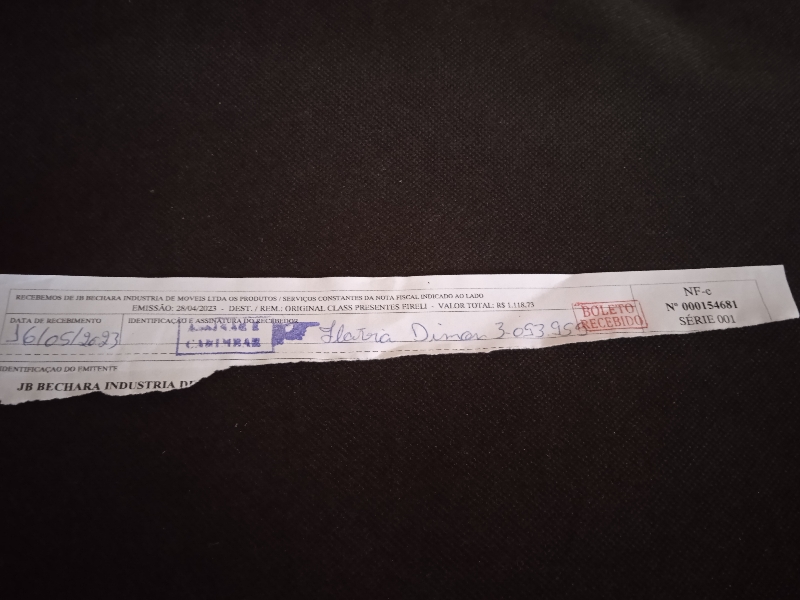 RECEBEMOS DE JB BECHARA INDUSTRIA DE MOVEIS LTDA OS PRODUTOS / SERVIÇOS CONSTANTES DA NOTA FISCAL INDICADO AO LADO
EMISSÃO: 28/04/2023 - DEST. / REM.: ORIGINAL CLASS PRESENTES EIRELI - VALOR TOTAL: R$ 1.118,73
NF-e
Nº 000154681
SÉRIE 001
DATA DE RECEBIMENTO
16/05/2023
IDENTIFICAÇÃO E ASSINATURA DO RECEBEDOR
CARIMBAR
3.053.955
BOLETO
RECEBIDO
IDENTIFICAÇÃO DO EMITENTE
JB BECHARA INDUSTRIA